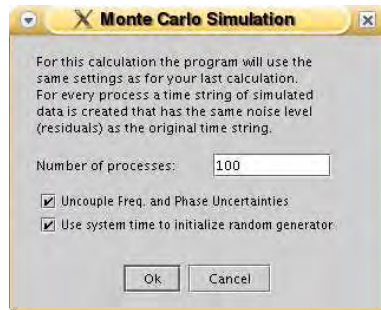 Monte Carlo Simulation
For this calculation the program will use the
same settings as for your last calculation.
For every process a time string of simulated
data is created that has the same noise level
(residuals) as the original time string.
Number of processes: 100
Uncouple Freq. and Phase Uncertainties
Use system time to initialize random generator
Ok Cancel